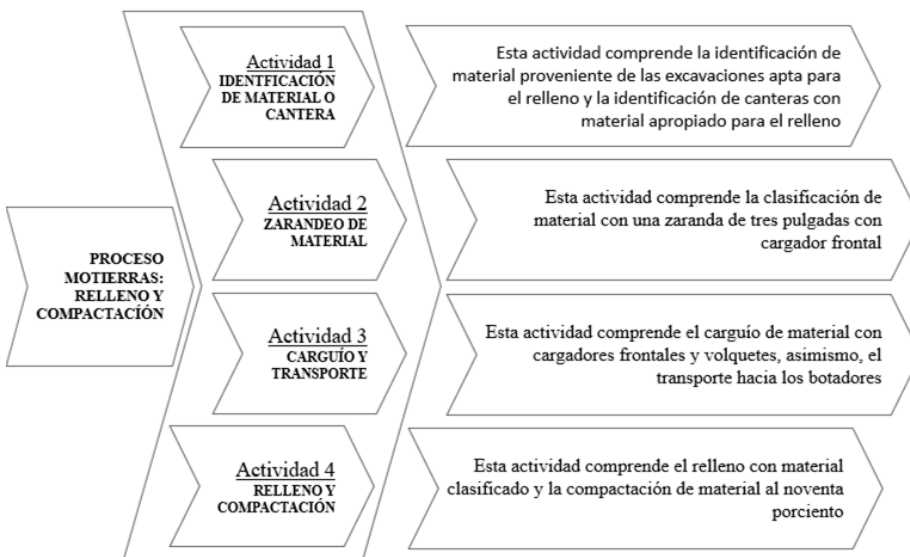 PROCESO
MOTIERRAS:
RELLENO Y
COMPACTACÍÓN
Actividad 1
IDENTFICACIÓN
DE MATERIAL O
CANTERA
Esta actividad comprende la identificación de
material proveniente de las excavaciones apta para
el relleno y la identificación de canteras con
material apropiado para el relleno
Actividad 2
ZARANDEO DE
MATERIAL
Esta actividad comprende la clasificación de
material con una zaranda de tres pulgadas con
cargador frontal
Actividad 3
CARGUÍO Y
TRANSPORTE
Esta actividad comprende el carguío de material con
cargadores frontales y volquetes, asimismo, el
transporte hacia los botadores
Actividad 4
RELLENO Y
COMPACTACIÓN
Esta actividad comprende el relleno con material
clasificado y la compactación de material al noventa
porciento